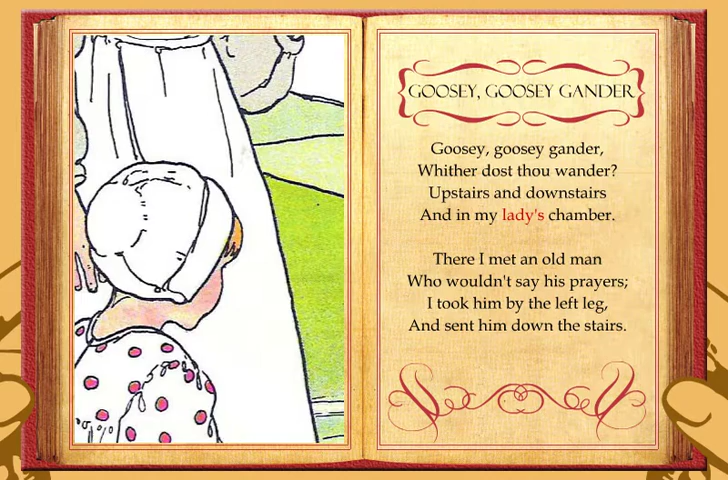 GOOSEY, GOOSEY GANDER
Goosey, goosey gander,
Whither dost thou wander?
Upstairs and downstairs
And in my lady's chamber.
There I met an old man
Who wouldn't say his prayers;
I took him by the left leg,
And sent him down the stairs.